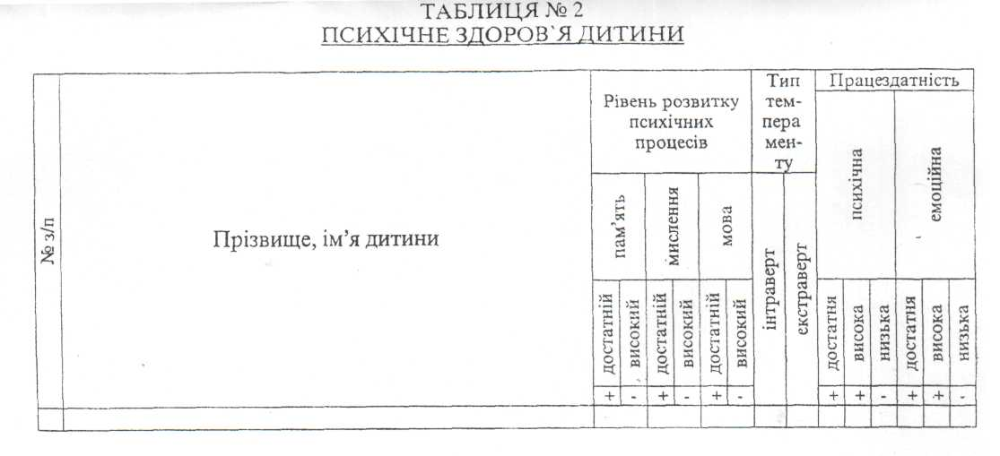 ТАБЛИЦЯ № 2
ПСИХІЧНЕ ЗДОРОВ`Я ДИТИНИ
№ з/п
Прізвище, ім’я дитини
Рівень розвитку
психічних
процесів
Тип
тем-
пера
мен-
ту
Працездатність
пам’ять
мислення
мова
психічна
емоційна
достатній
високий
достатній
високий
достатній
високий
інтраверт
екстраверт
достатня
висока
низька
достатня
висока
низька
+ - + - + - + + - + + -